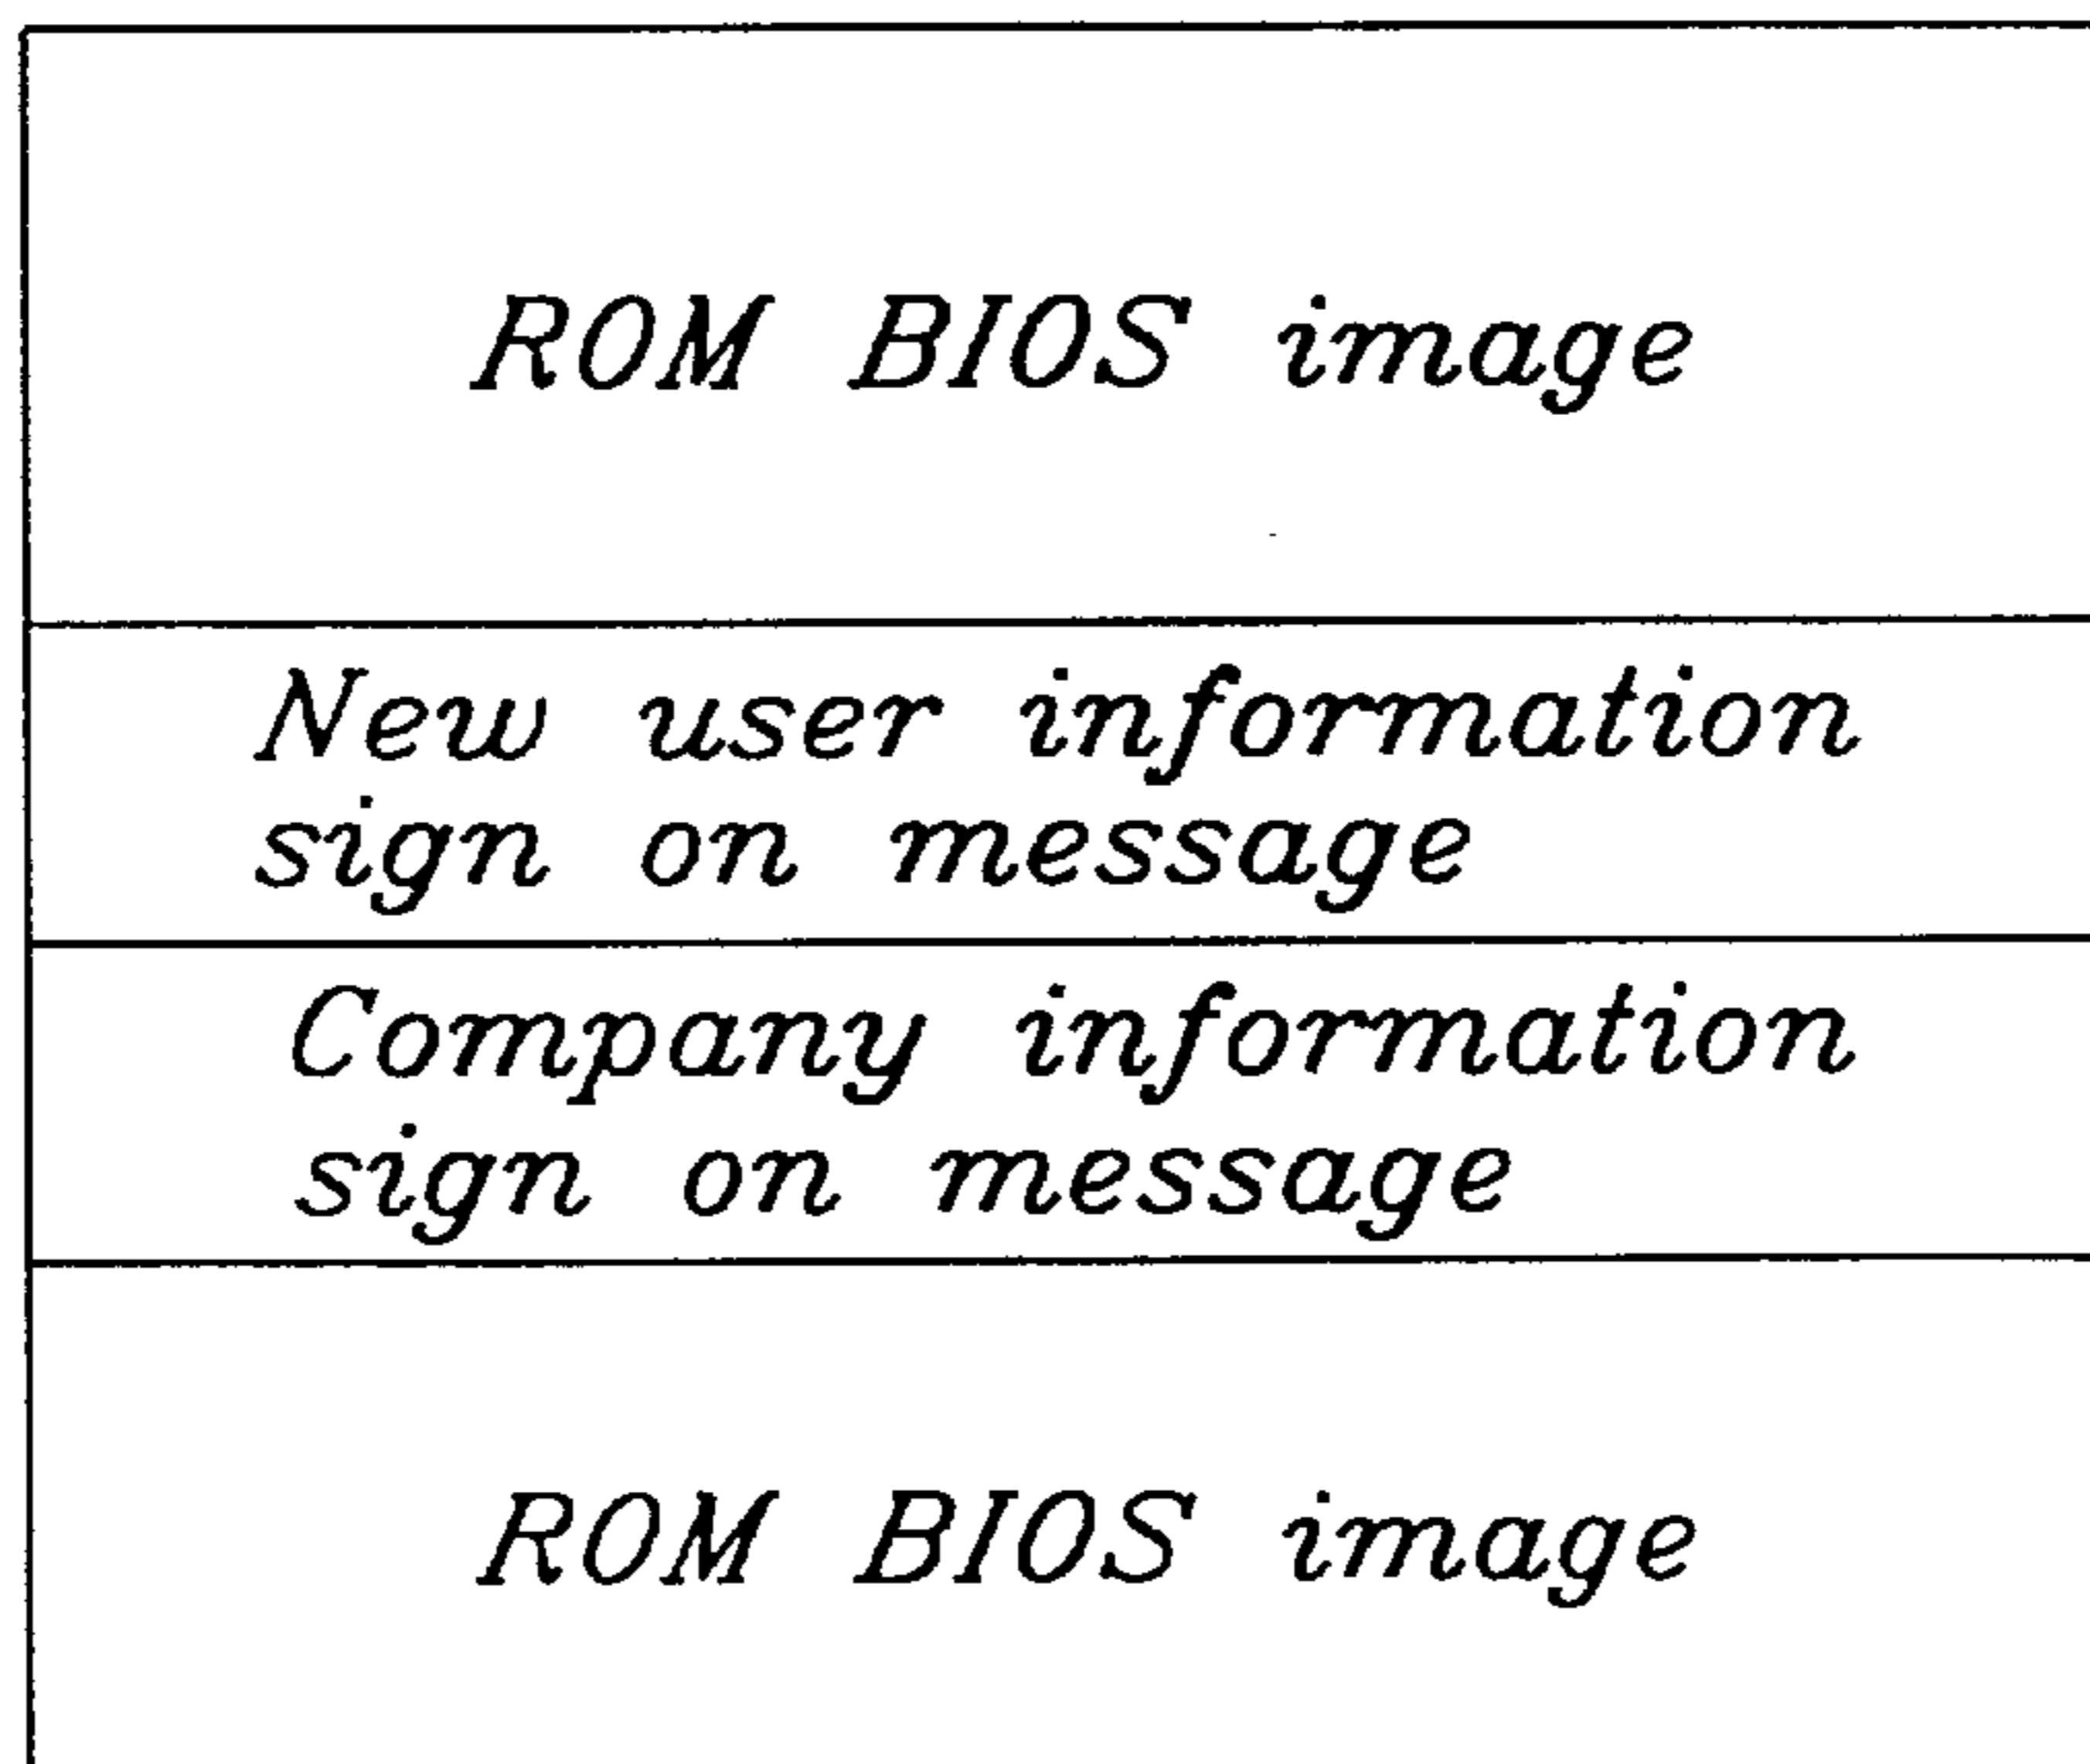 ROM BIOS image
New user information
sign on message
Company information
sign on message
ROM BIOS image